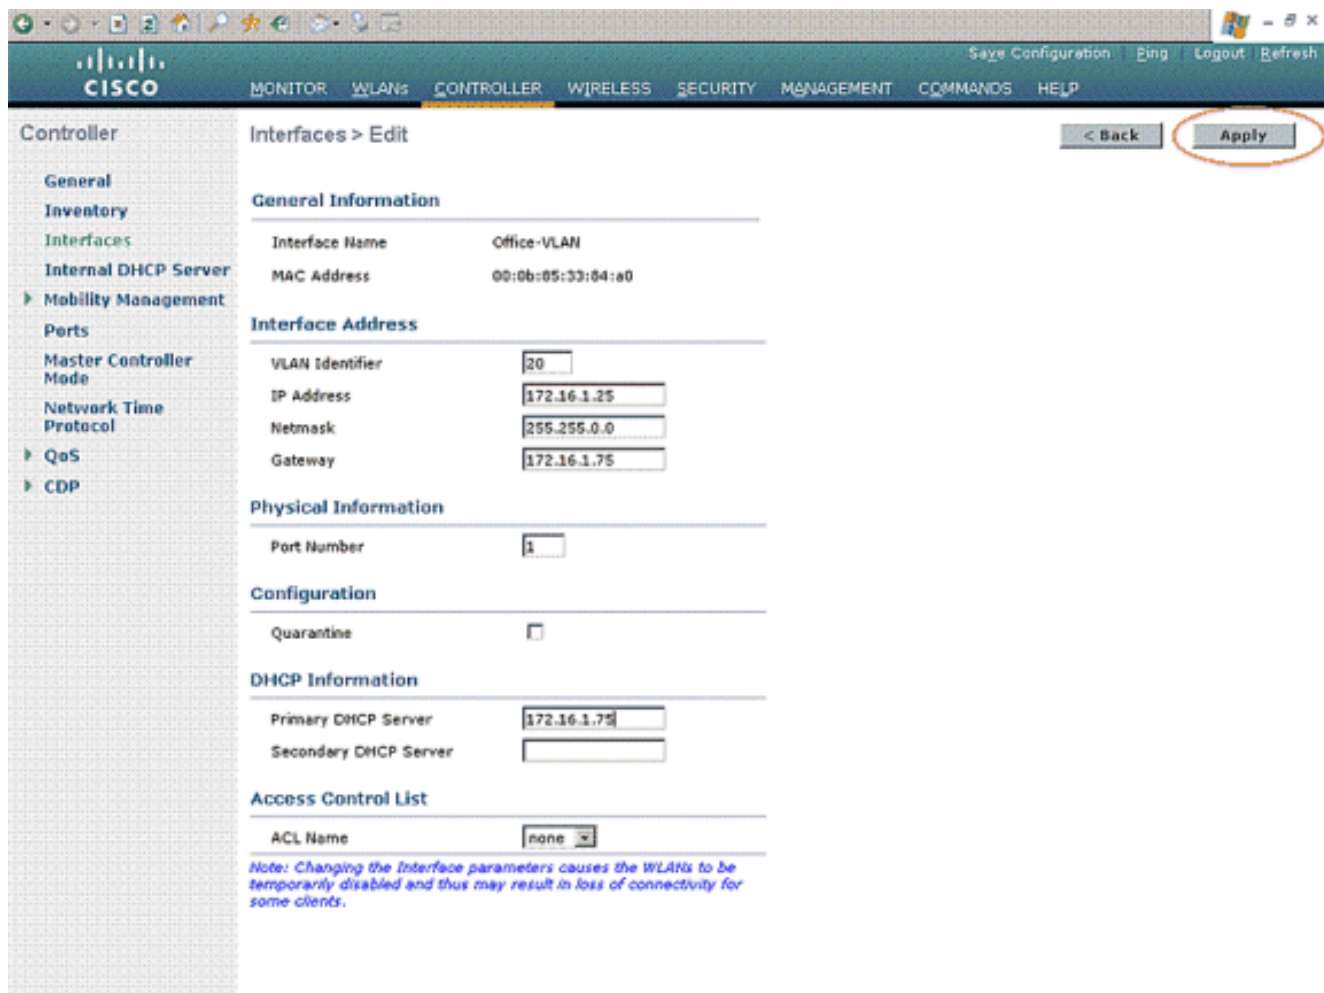 Save Configuration Ping Logout Refresh
CISCO
MONITOR WLANs CONTROLLER WIRELESS SECURITY MANAGEMENT COMMANDS HELP
Controller
General
Inventory
Interfaces
Internal DHCP Server
Mobility Management
Ports
Master Controller
Mode
Network Time
Protocol
QoS
CDP
Interfaces > Edit
< Back
Apply
General Information
Interface Name Office-VLAN
MAC Address 00:0b:85:33:84:a0
Interface Address
VLAN Identifier 20
IP Address 172.16.1.25
Netmask 255.255.0.0
Gateway 172.16.1.75
Physical Information
Port Number 1
Configuration
Quarantine
DHCP Information
Primary DHCP Server 172.16.1.75
Secondary DHCP Server
Access Control List
ACL Name none
Note: Changing the Interface parameters causes the WLANs to be
temporarily disabled and thus may result in loss of connectivity for
some clients.